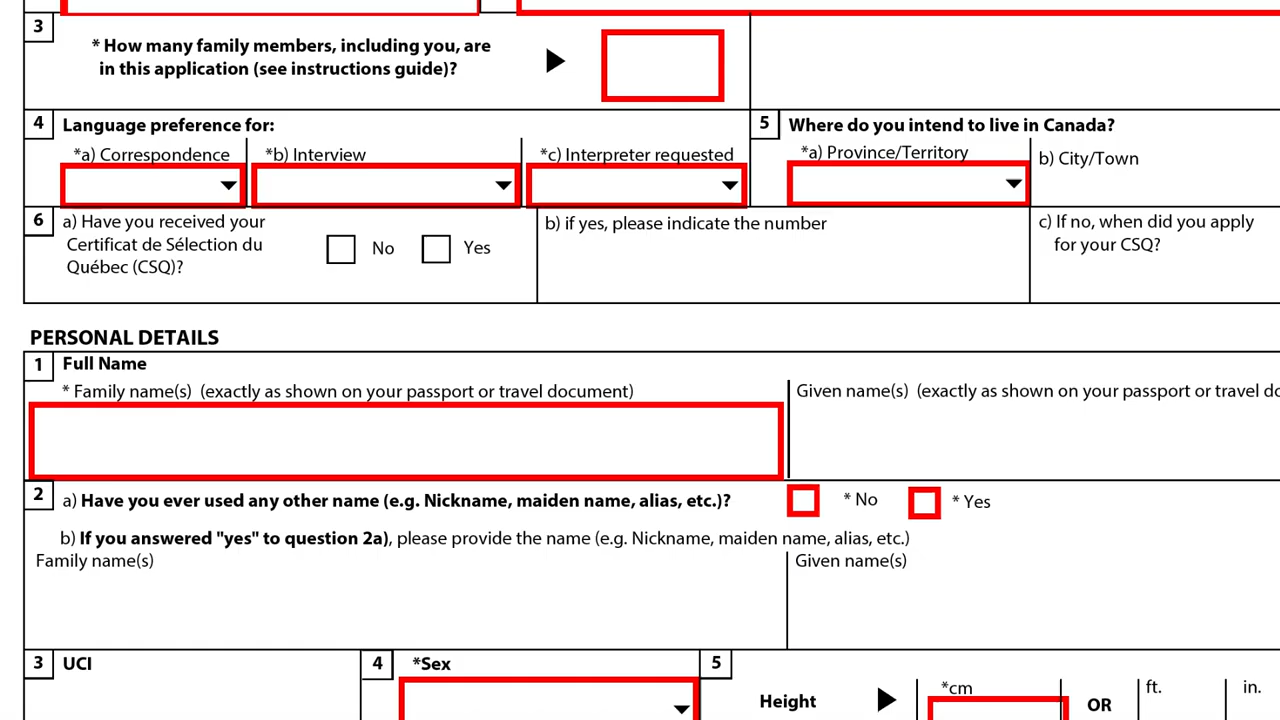 3
* How many family members, including you, are
in this application (see instructions guide)?
4
Language preference for:
*a) Correspondence
*b) Interview
*c) Interpreter requested
5
Where do you intend to live in Canada?
*a) Province/Territory
b) City/Town
6
a) Have you received your
Certificat de Sélection du
Québec (CSQ)?
No
Yes
b) if yes, please indicate the number
c) If no, when did you apply
for your CSQ?
PERSONAL DETAILS
1
Full Name
* Family name(s) (exactly as shown on your passport or travel document)
Given name(s) (exactly as shown on your passport or travel do
2
a) Have you ever used any other name (e.g. Nickname, maiden name, alias, etc.)?
* No
* Yes
b) If you answered "yes" to question 2a), please provide the name (e.g. Nickname, maiden name, alias, etc.)
Family name(s)
Given name(s)
3
UCI
4
*Sex
5
Height
*cm
OR
ft.
in.